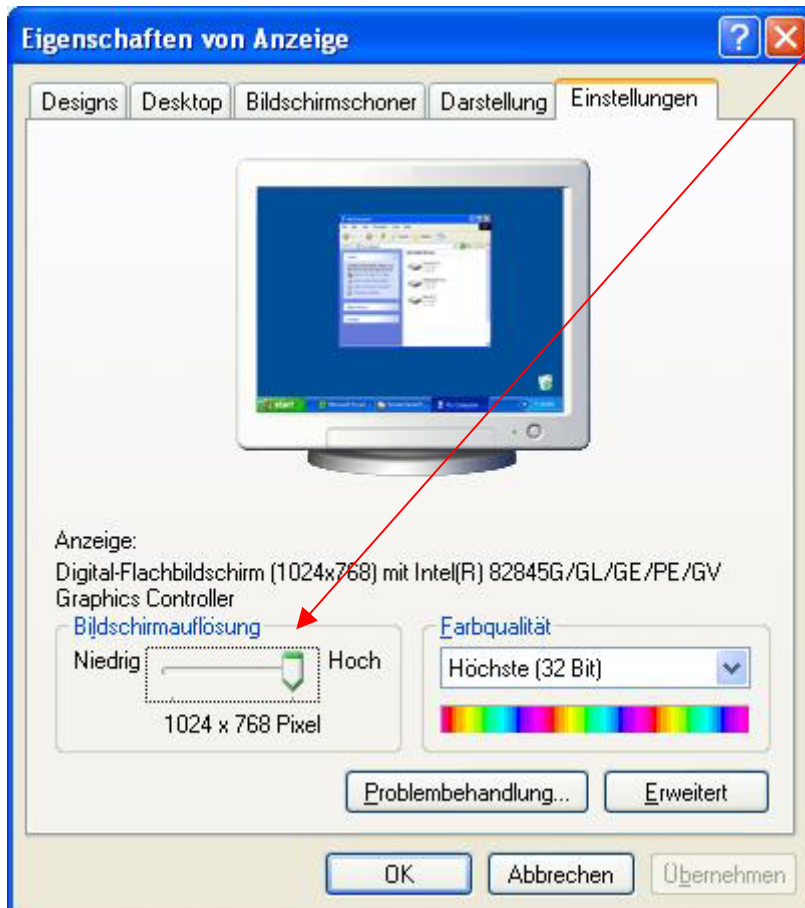 Eigenschaften von Anzeige
Designs Desktop Bildschirmschoner Darstellung Einstellungen
start
Anzeige:
Digital-Flachbildschirm (1024x768) mit Intel(R) 82845G/GL/GE/PE/GV
Graphics Controller
Bildschirmauflösung
Niedrig Hoch
1024 x 768 Pixel
Farbqualität
Höchste (32 Bit)
Problembehandlung... Erweitert
OK Abbrechen Übernehmen